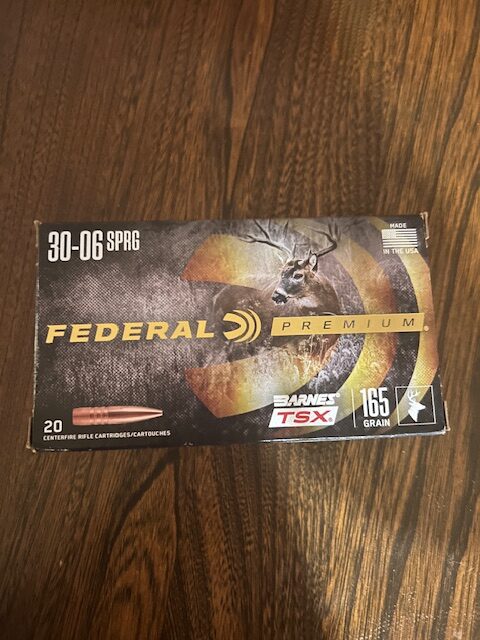 30-06 SPRG
MADE
IN THE USA
FEDERAL PREMIUM
BARNES
TSX
165
GRAIN
20
CENTERFIRE RIFLE CARTRIDGES/CARTOUCHES